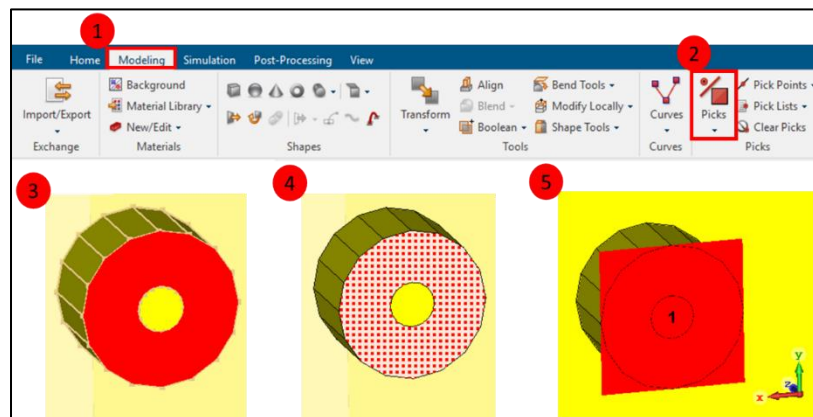 1
2
File Home Modeling Simulation Post-Processing View
Background Align Bend Tools Pick Points
Material Library Blend Modify Locally Pick Lists
Import/Export New/Edit Transform Boolean Shape Tools Curves Picks Clear Picks
Exchange Materials Shapes Tools Curves Picks
3 4 5
1
y
z
x